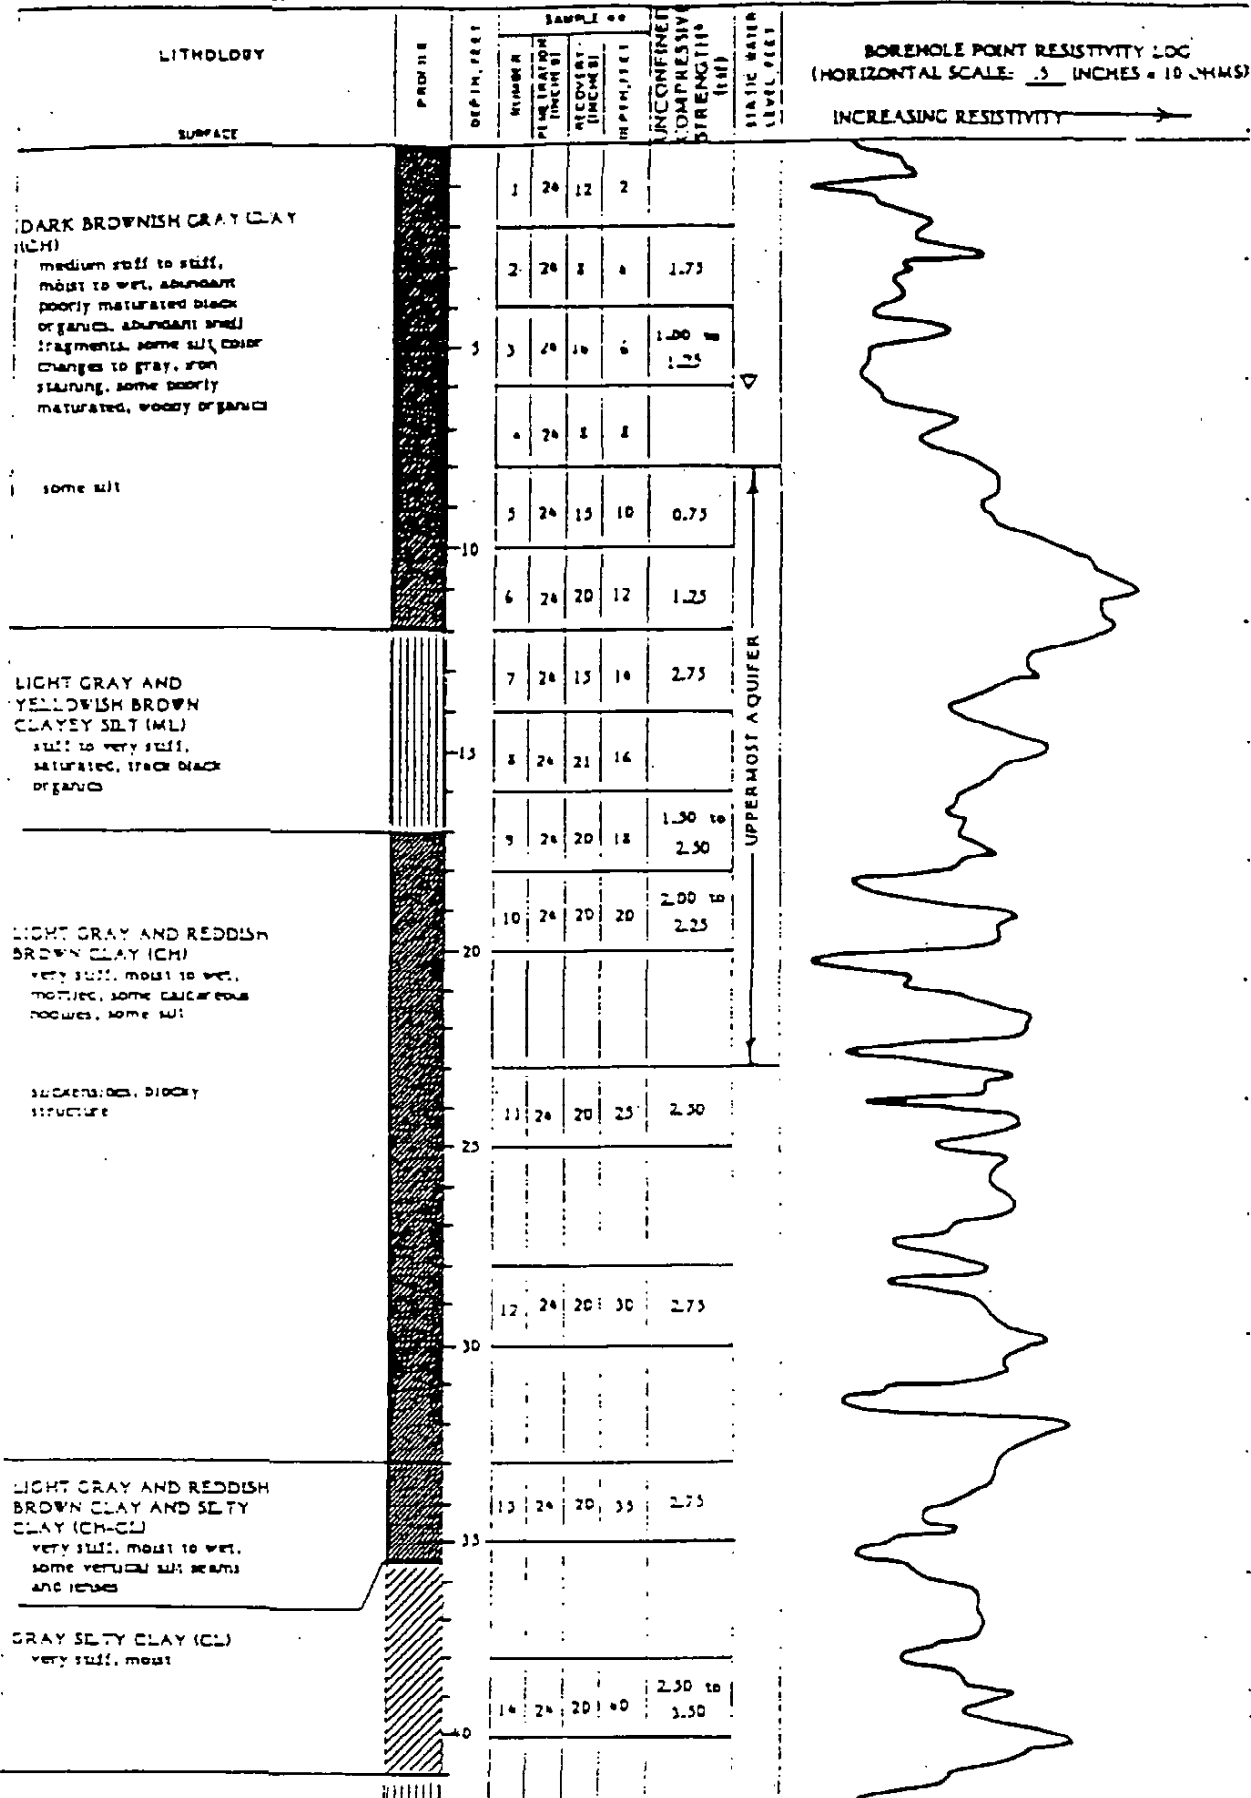 LITHOLOGY
SURFACE
PROFILE
DEPTH, FEET
SAMPLE **
NUMBER
PENETRATION (INCHES)
RECOVERY (INCHES)
DEPTH, FEET
UNCONFINED COMPRESSIVE STRENGTH* (tsf)
STATIC WATER LEVEL, FEET
BOREHOLE POINT RESISTIVITY LOG
(HORIZONTAL SCALE: .5 INCHES = 10 OHMS)
INCREASING RESISTIVITY
1 24 12 2
DARK BROWNISH GRAY CLAY
(CH)
medium stiff to stiff,
moist to wet, abundant
poorly maturated black
organics, abundant shell
fragments, some silt, color
changes to gray, iron
staining, some poorly
maturated, woody organics
2 24 8 4 1.75
5
3 24 16 6 1.00 to
1.25
4 24 8 8
some silt
5 24 15 10 0.75
10
6 24 20 12 1.25
LIGHT GRAY AND
YELLOWISH BROWN
CLAYEY SILT (ML)
stiff to very stiff,
saturated, trace black
organics
7 24 15 14 2.75
15
8 24 21 16
UPPERMOST AQUIFER
9 24 20 18 1.50 to
2.50
10 24 20 20 2.00 to
2.25
20
LIGHT GRAY AND REDDISH
BROWN CLAY (CH)
very stiff, moist to wet,
mottled, some calcareous
nodules, some silt
slickensides, blocky
structure
11 24 20 25 2.50
25
12 24 20 30 2.75
30
LIGHT GRAY AND REDDISH
BROWN CLAY AND SILTY
CLAY (CH-CL)
very stiff, moist to wet,
some vertical silt seams
and lenses
13 24 20 35 2.75
35
GRAY SILTY CLAY (CL)
very stiff, moist
14 24 20 40 2.50 to
3.50
40